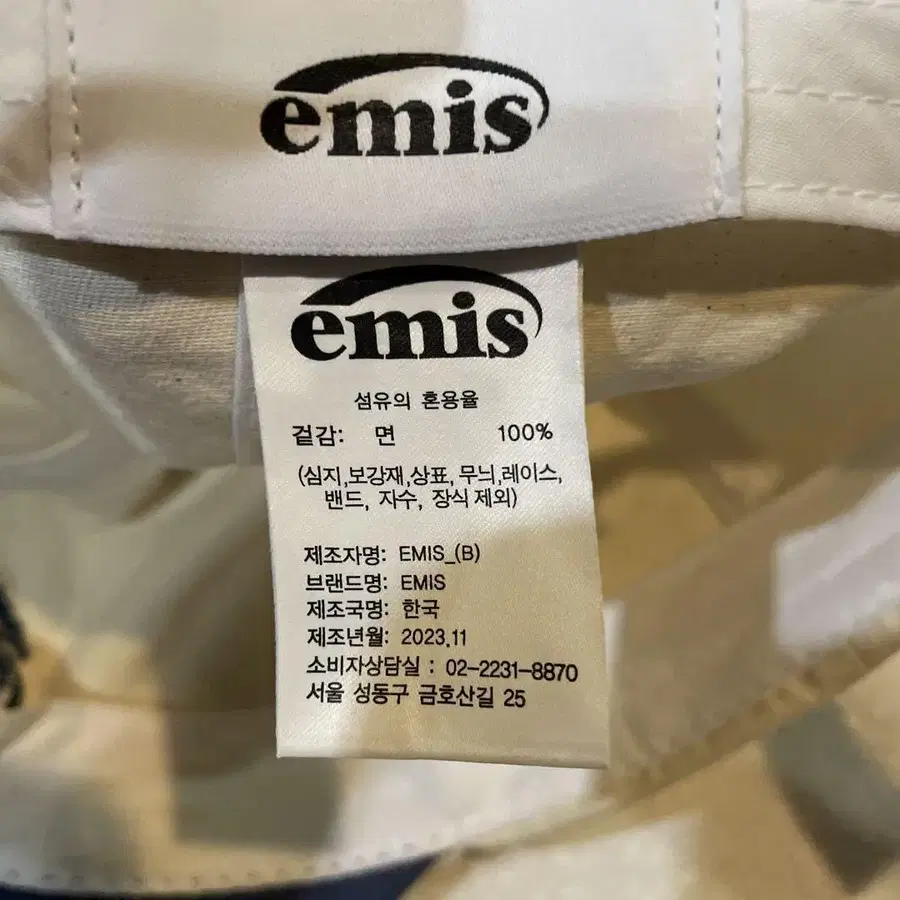 emis
emis
섬유의 혼용율
겉감: 면 100%
(심지,보강재,상표, 무늬,레이스,
밴드, 자수, 장식 제외)
제조자명: EMIS_(B)
브랜드명: EMIS
제조국명: 한국
제조년월: 2023.11
소비자상담실 : 02-2231-8870
서울 성동구 금호산길 25